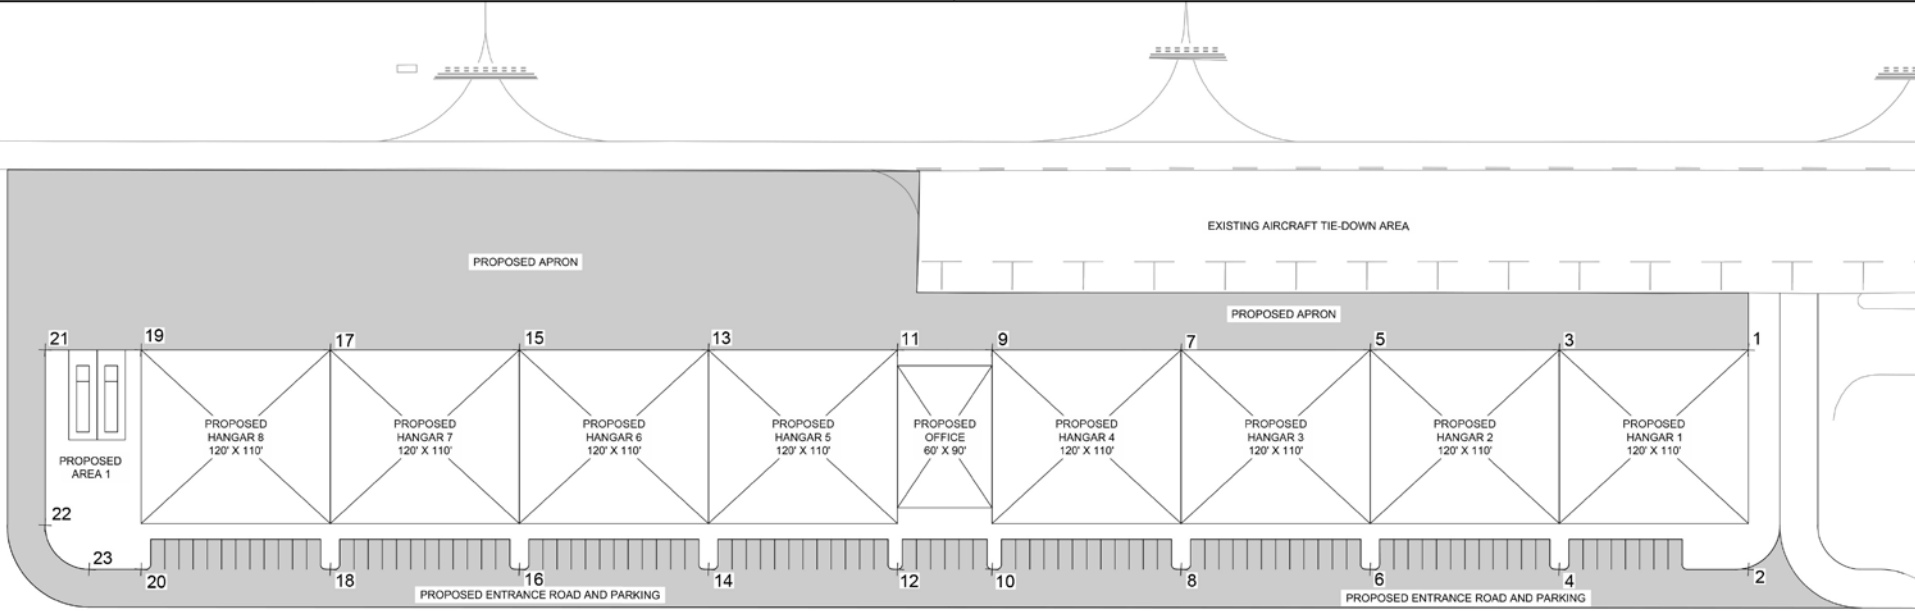 EXISTING AIRCRAFT TIE-DOWN AREA
PROPOSED APRON
PROPOSED APRON
21
19
17
15
13
11
9
7
5
3
1
PROPOSED
AREA 1
PROPOSED
HANGAR 8
120' X 110'
PROPOSED
HANGAR 7
120' X 110'
PROPOSED
HANGAR 6
120' X 110'
PROPOSED
HANGAR 5
120' X 110'
PROPOSED
OFFICE
60' X 90'
PROPOSED
HANGAR 4
120' X 110'
PROPOSED
HANGAR 3
120' X 110'
PROPOSED
HANGAR 2
120' X 110'
PROPOSED
HANGAR 1
120' X 110'
22
23
20
18
16
14
12
10
8
6
4
2
PROPOSED ENTRANCE ROAD AND PARKING
PROPOSED ENTRANCE ROAD AND PARKING